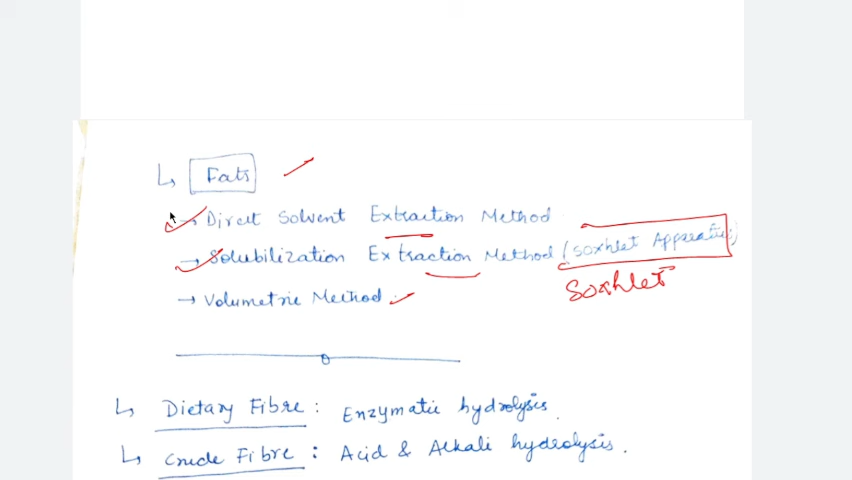 ↳ Fats
→ Direct Solvent Extraction Method
→ Solubilization Extraction Method (Soxhlet
Soxhlet
→ Volumetric Method
↳ Dietary Fibre : Enzymatic hydrolysis.
↳ Crude Fibre : Acid & Alkali hydrolysis.